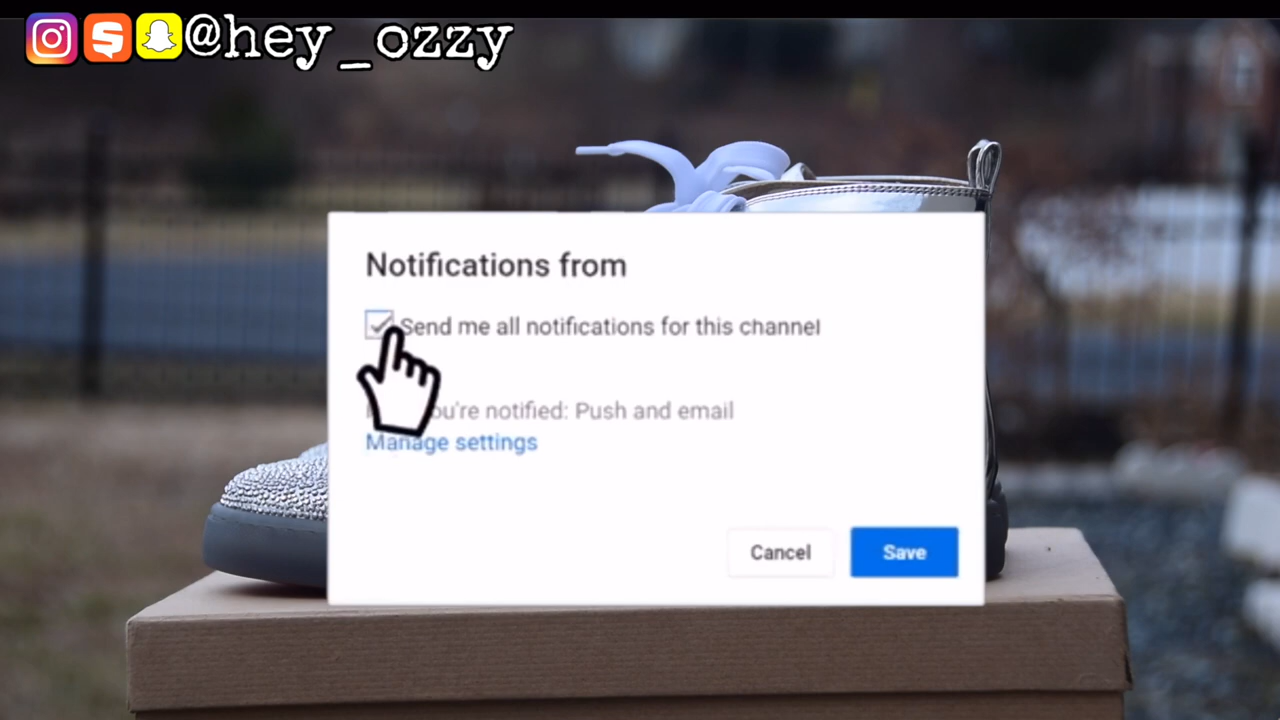 @hey_ozzy
Notifications from
Send me all notifications for this channel
you're notified: Push and email
Manage settings
Cancel
Save